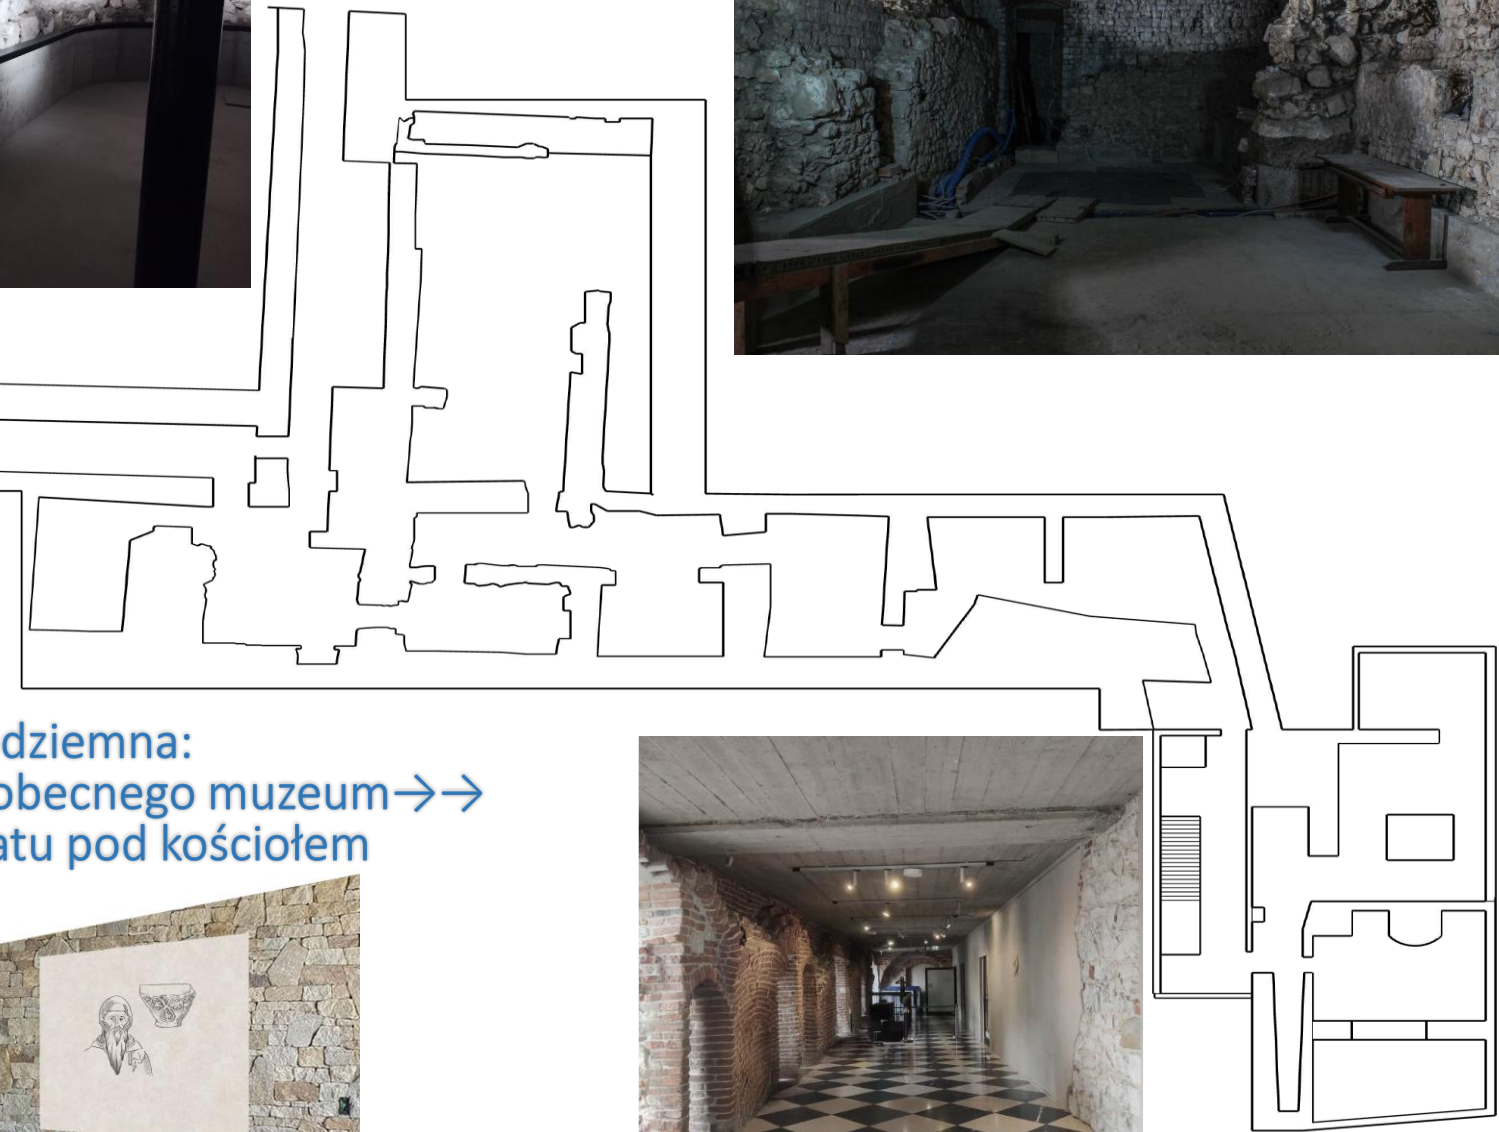 dziemna:
obecnego muzeum→→
atu pod kościołem